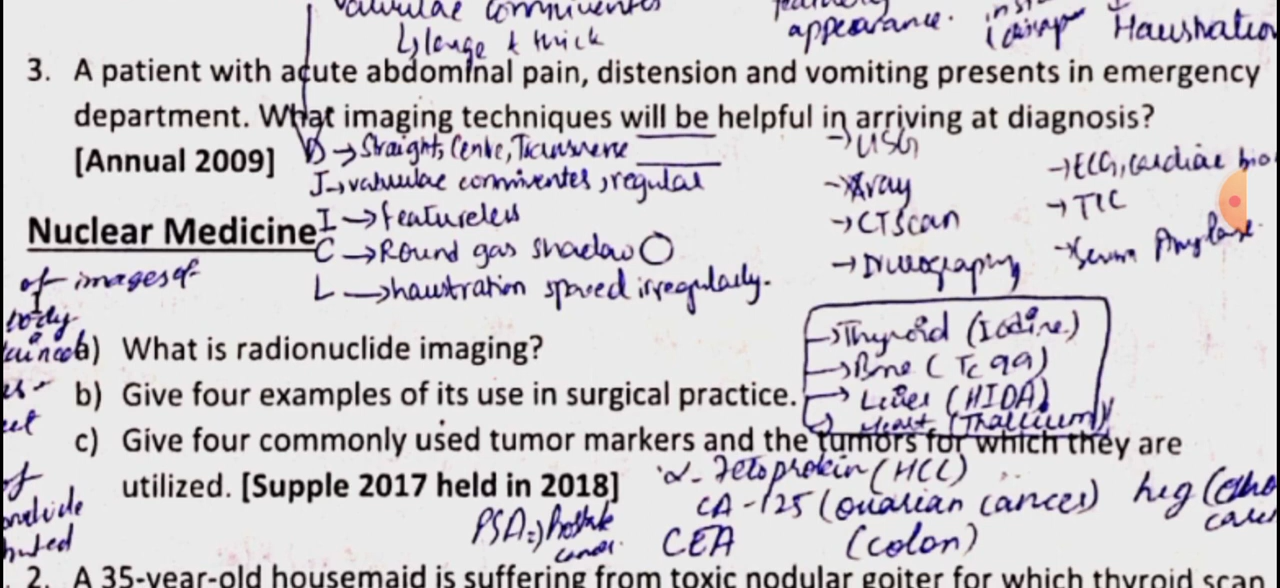 valvulae conniventes
appearance.
Haustration
↳ large & thick
3. A patient with acute abdominal pain, distension and vomiting presents in emergency
department. What imaging techniques will be helpful in arriving at diagnosis?
[Annual 2009]
→ Straight, Centre, Transverse
J → valvulae conniventes, regular
I → featureless
C → Round gas shadow
L → haustration spaced irregularly.
→ USG
→ Xray
→ CT Scan
→ ECG, cardiac bio
→ TLC
→ Serum Amylase.
Nuclear Medicine
of images of
body
a) What is radionuclide imaging?
b) Give four examples of its use in surgical practice.
→ Thyroid (Iodine)
→ Bone (Tc 99)
→ Liver (HIDA)
→ Heart (Thallium)
c) Give four commonly used tumor markers and the tumors for which they are
utilized. [Supple 2017 held in 2018]
α-Fetoprotein (HCC)
CA-125 (ovarian cancer)
PSA => Prostate cancer.
CEA (colon)
of
2. A 35-year-old housemaid is suffering from toxic nodular goiter for which thyroid scan